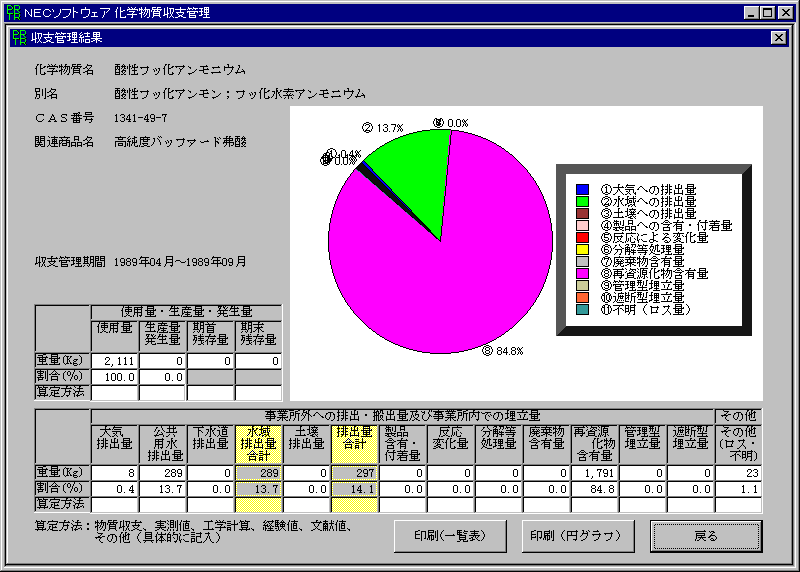 NECソフトウェア 化学物質収支管理
収支管理結果
化学物質名 酸性フッ化アンモニウム
別名 酸性フッ化アンモン；フッ化水素アンモニウム
ＣＡＳ番号 1341-49-7
関連商品名 高純度バッファード弗酸
② 13.7%
0.0%
① 0.4%
0.0%
⑧ 84.8%
①大気への排出量
②水域への排出量
③土壌への排出量
④製品への含有・付着量
⑤反応による変化量
⑥分解等処理量
⑦廃棄物含有量
⑧再資源化物含有量
⑨管理型埋立量
⑩遮断型埋立量
⑪不明（ロス量）
収支管理期間 1989年04月～1989年09月
使用量・生産量・発生量
使用量 生産量 期首 期末
発生量 残存量 残存量
重量(Kg) 2,111 0 0 0
割合(%) 100.0 0.0
算定方法
事業所外への排出・搬出量及び事業所内での埋立量 その他
大気 公共 下水道 水域 土壌 排出量 製品 反応 分解等 廃棄物 再資源 管理型 遮断型 その他
排出量 用水 排出量 排出量 排出量 合計 含有・ 変化量 処理量 含有量 化物 埋立量 埋立量 (ロス・
排出量 合計 付着量 含有量 不明)
重量(Kg) 8 289 0 289 0 297 0 0 0 0 1,791 0 0 23
割合(%) 0.4 13.7 0.0 13.7 0.0 14.1 0.0 0.0 0.0 0.0 84.8 0.0 0.0 1.1
算定方法
算定方法：物質収支、実測値、工学計算、経験値、文献値、
その他（具体的に記入）
印刷(一覧表) 印刷（円グラフ） 戻る